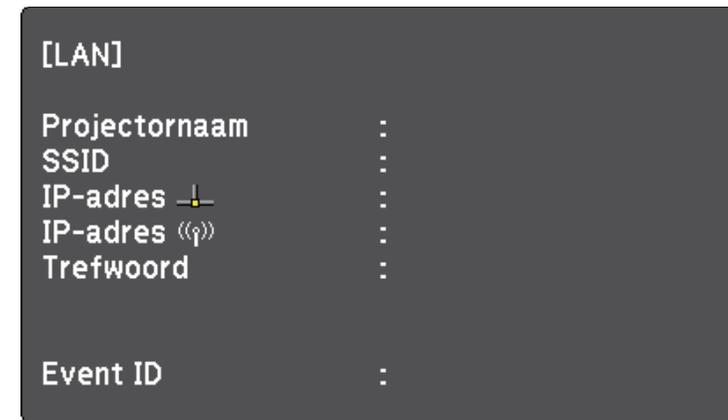 [LAN]
Projectornaam :
SSID :
IP-adres :
IP-adres :
Trefwoord :
Event ID :